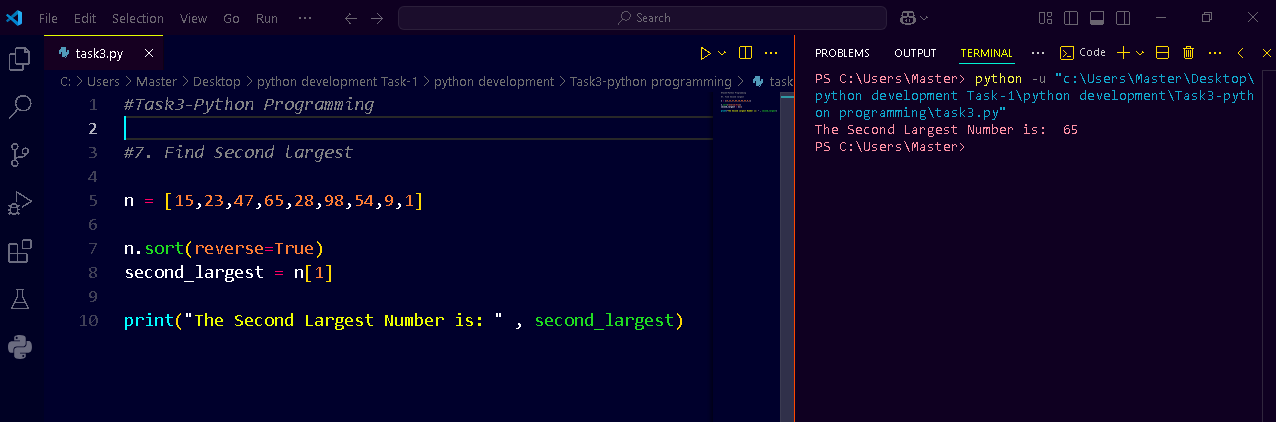 File Edit Selection View Go Run ··· Search
task3.py
C: > Users > Master > Desktop > python development Task-1 > python development > Task3-python programming > task
1 #Task3-Python Programming
2
3 #7. Find Second largest
4
5 n = [15,23,47,65,28,98,54,9,1]
6
7 n.sort(reverse=True)
8 second_largest = n[1]
9
10 print("The Second Largest Number is: " , second_largest)
PROBLEMS OUTPUT TERMINAL ··· Code
PS C:\Users\Master> python -u "c:\Users\Master\Desktop\
python development Task-1\python development\Task3-pyth
on programming\task3.py"
The Second Largest Number is:  65
PS C:\Users\Master>